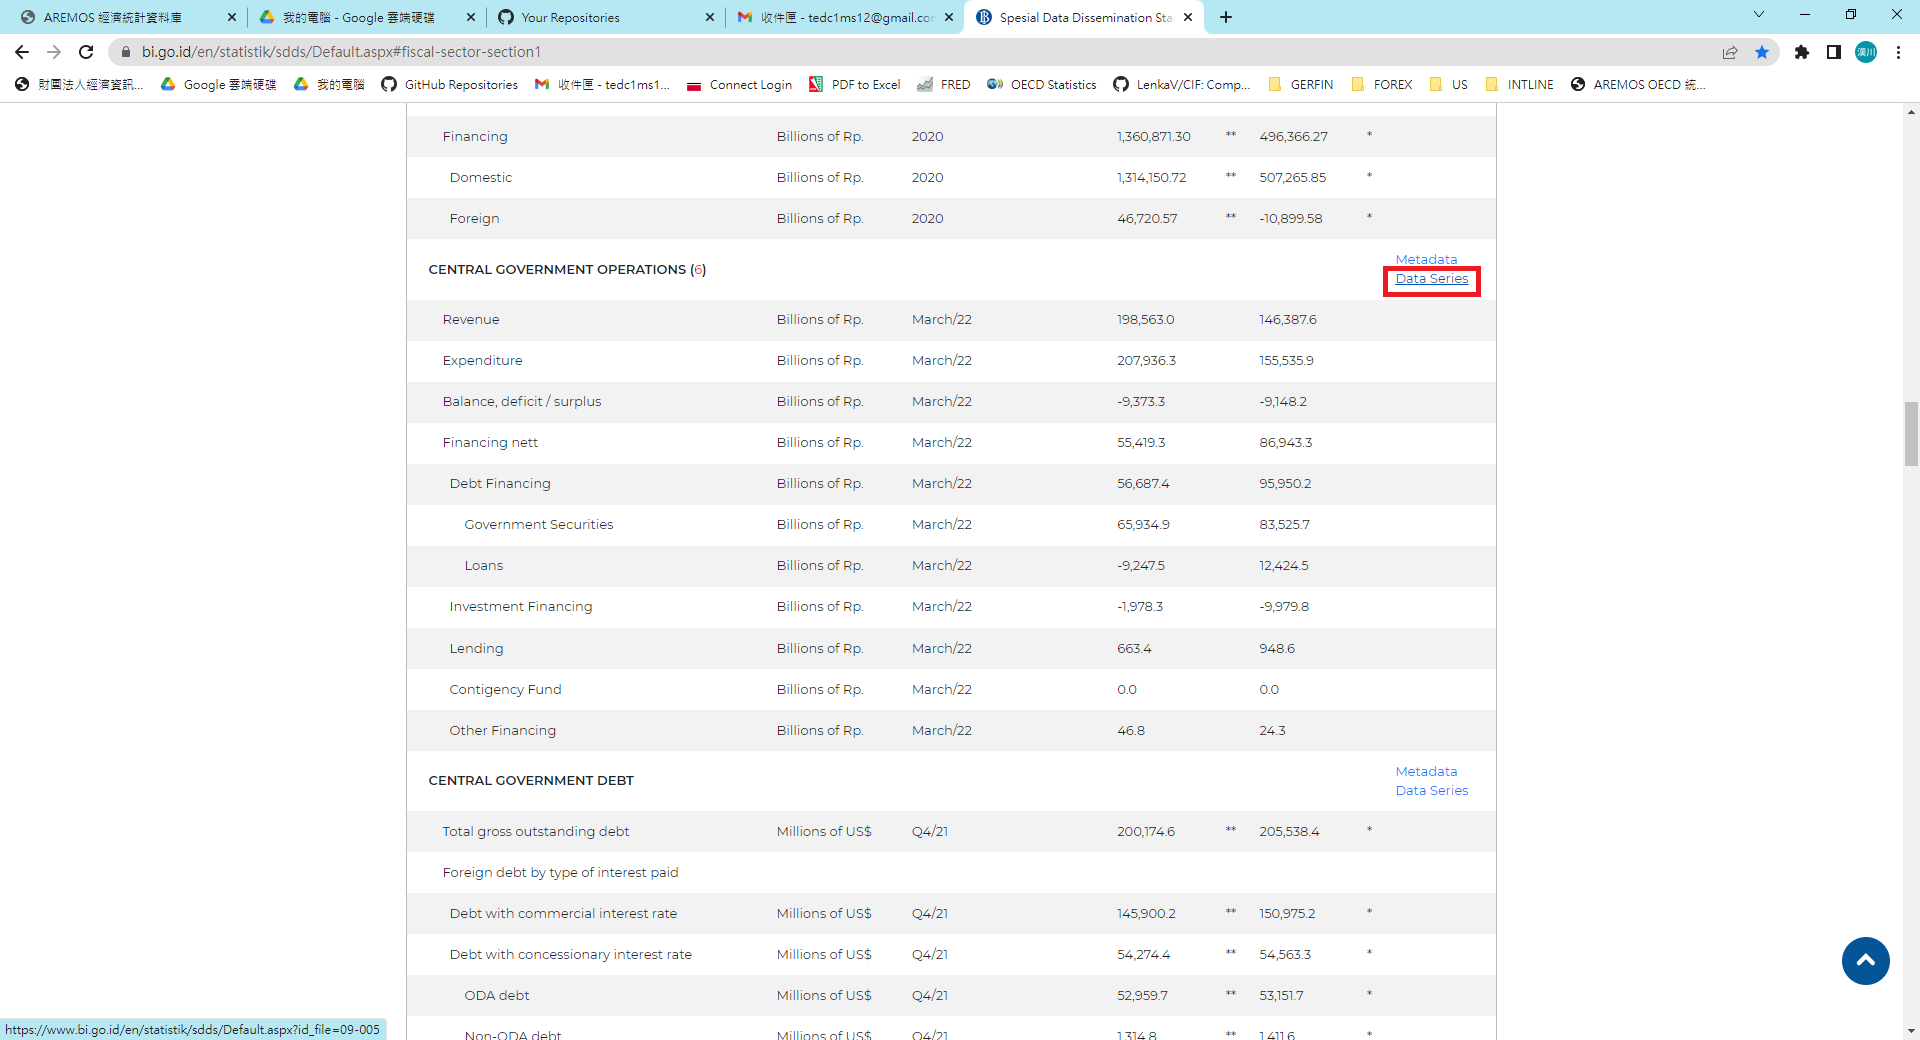 AREMOS 經濟統計資料庫
我的電腦 - Google 雲端硬碟
Your Repositories
收件匣 - tedc1ms12@gmail.co
Spesial Data Dissemination Sta
bi.go.id/en/statistik/sdds/Default.aspx#fiscal-sector-section1
漢川
財團法人經濟資訊...
Google 雲端硬碟
我的電腦
GitHub Repositories
收件匣 - tedc1ms1...
Connect Login
PDF to Excel
FRED
OECD Statistics
LenkaV/CIF: Comp...
GERFIN
FOREX
US
INTLINE
AREMOS OECD 統...
Financing Billions of Rp. 2020 1,360,871.30 ** 496,366.27 *
Domestic Billions of Rp. 2020 1,314,150.72 ** 507,265.85 *
Foreign Billions of Rp. 2020 46,720.57 ** -10,899.58 *
CENTRAL GOVERNMENT OPERATIONS (6)
Metadata
Data Series
Revenue Billions of Rp. March/22 198,563.0 146,387.6
Expenditure Billions of Rp. March/22 207,936.3 155,535.9
Balance, deficit / surplus Billions of Rp. March/22 -9,373.3 -9,148.2
Financing nett Billions of Rp. March/22 55,419.3 86,943.3
Debt Financing Billions of Rp. March/22 56,687.4 95,950.2
Government Securities Billions of Rp. March/22 65,934.9 83,525.7
Loans Billions of Rp. March/22 -9,247.5 12,424.5
Investment Financing Billions of Rp. March/22 -1,978.3 -9,979.8
Lending Billions of Rp. March/22 663.4 948.6
Contigency Fund Billions of Rp. March/22 0.0 0.0
Other Financing Billions of Rp. March/22 46.8 24.3
CENTRAL GOVERNMENT DEBT
Metadata
Data Series
Total gross outstanding debt Millions of US$ Q4/21 200,174.6 ** 205,538.4 *
Foreign debt by type of interest paid
Debt with commercial interest rate Millions of US$ Q4/21 145,900.2 ** 150,975.2 *
Debt with concessionary interest rate Millions of US$ Q4/21 54,274.4 ** 54,563.3 *
ODA debt Millions of US$ Q4/21 52,959.7 ** 53,151.7 *
Non-ODA debt Millions of US$ Q4/21 1,314.8 ** 1,411.6 *
https://www.bi.go.id/en/statistik/sdds/Default.aspx?id_file=09-005